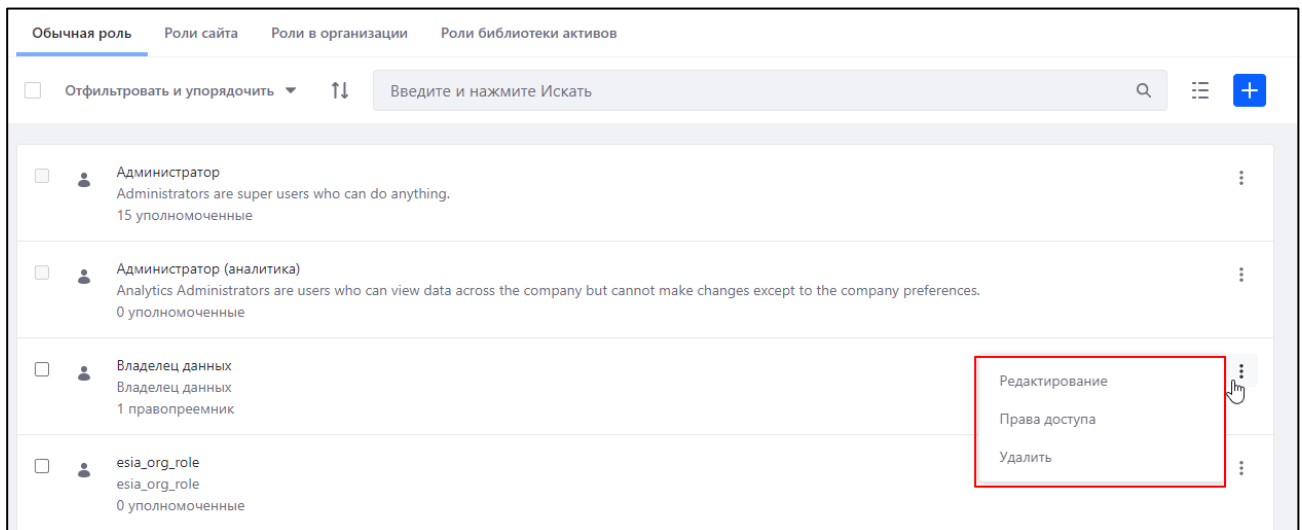 Обычная роль Роли сайта Роли в организации Роли библиотеки активов
Отфильтровать и упорядочить Введите и нажмите Искать
Администратор
Administrators are super users who can do anything.
15 уполномоченные
Администратор (аналитика)
Analytics Administrators are users who can view data across the company but cannot make changes except to the company preferences.
0 уполномоченные
Владелец данных
Владелец данных
1 правопреемник
Редактирование
Права доступа
Удалить
esia_org_role
esia_org_role
0 уполномоченные